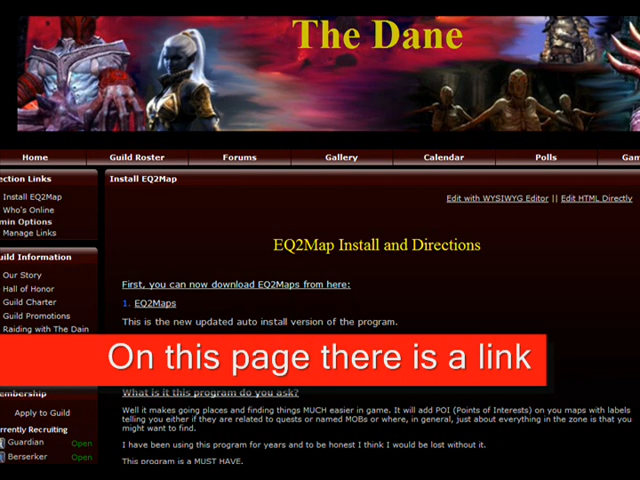 The Dane
Home Guild Roster Forums Gallery Calendar Polls Gam
ection Links
Install EQ2Map
Who's Online
min Options
Manage Links
Install EQ2Map
Edit with WYSIWYG Editor || Edit HTML Directly
uild Information
Our Story
Hall of Honor
Guild Charter
Guild Promotions
Raiding with The Dain
EQ2Map Install and Directions
First, you can now download EQ2Maps from here:
1. EQ2Maps
This is the new updated auto install version of the program.
On this page there is a link
embership
Apply to Guild
urrently Recruiting
Guardian Open
Berserker Open
What is it this program do you ask?
Well it makes going places and finding things MUCH easier in game. It will add POI (Points of Interests) on you maps with labels
telling you either if they are related to quests or named MOBs or where, in general, just about everything in the zone is that you
might want to find.
I have been using this program for years and to be honest I think I would be lost without it.
This program is a MUST HAVE.